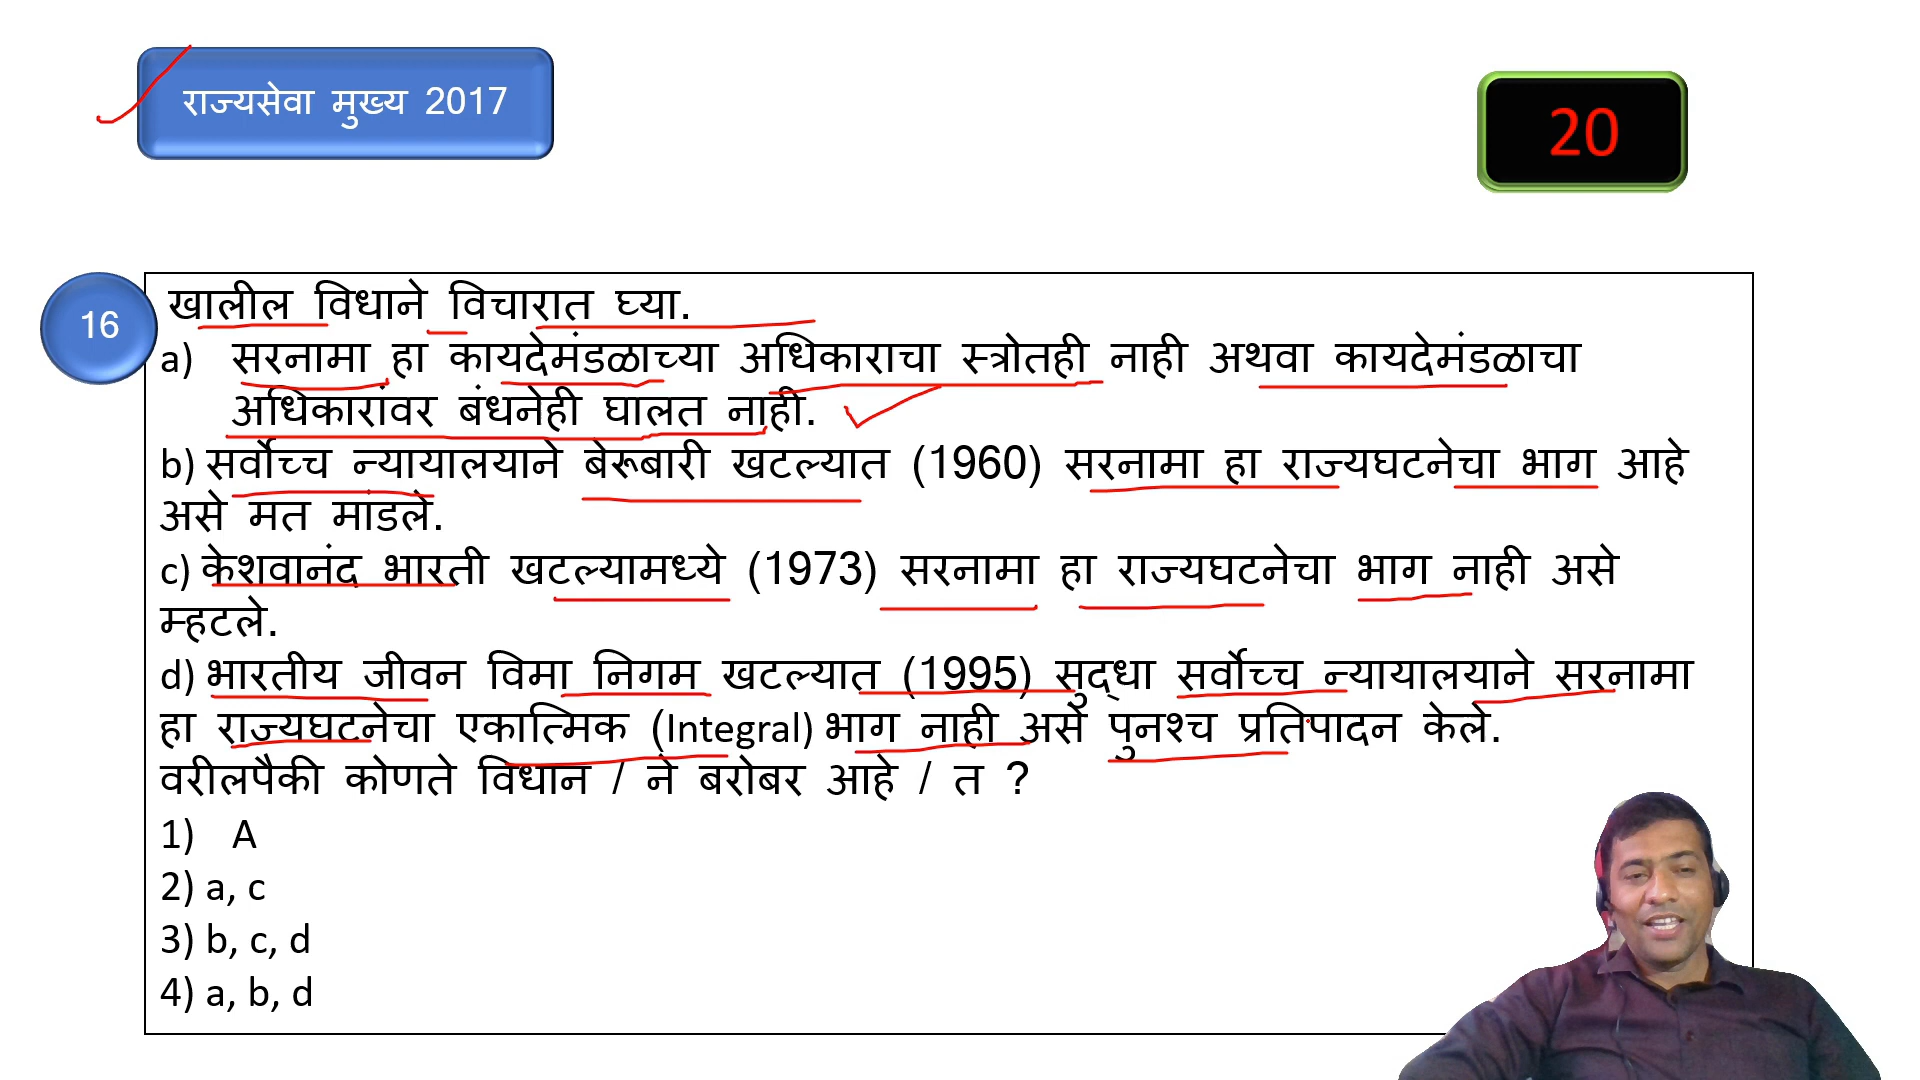 राज्यसेवा मुख्य 2017
20
16
खालील विधाने विचारात घ्या.
a) सरनामा हा कायदेमंडळाच्या अधिकाराचा स्त्रोतही नाही अथवा कायदेमंडळाचा
अधिकारांवर बंधनेही घालत नाही.
b) सर्वोच्च न्यायालयाने बेरूबारी खटल्यात (1960) सरनामा हा राज्यघटनेचा भाग आहे
असे मत मांडले.
c) केशवानंद भारती खटल्यामध्ये (1973) सरनामा हा राज्यघटनेचा भाग नाही असे
म्हटले.
d) भारतीय जीवन विमा निगम खटल्यात (1995) सुद्धा सर्वोच्च न्यायालयाने सरनामा
हा राज्यघटनेचा एकात्मिक (Integral) भाग नाही असे पुनश्च प्रतिपादन केले.
वरीलपैकी कोणते विधान / ने बरोबर आहे / त ?
1) A
2) a, c
3) b, c, d
4) a, b, d